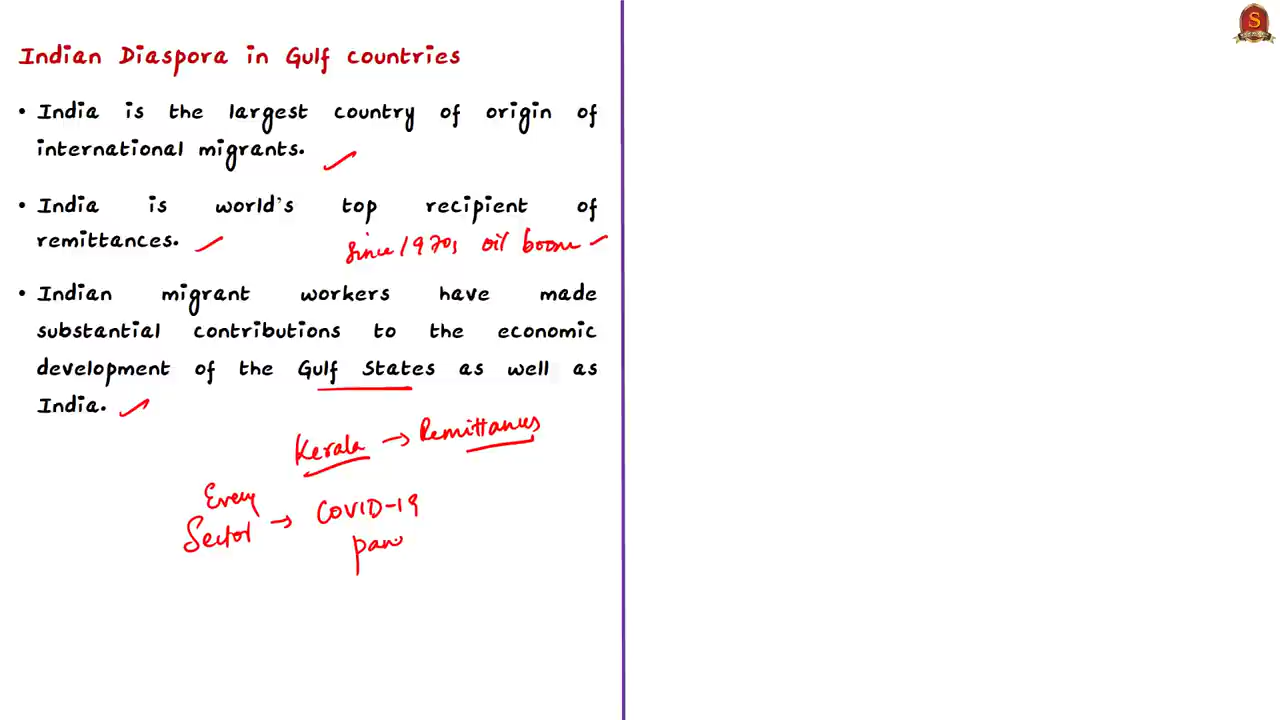 Indian Diaspora in Gulf countries
• India is the largest country of origin of
international migrants.
• India is world's top recipient of
remittances.
Since 1970s oil boom
• Indian migrant workers have made
substantial contributions to the economic
development of the Gulf States as well as
India.
Kerala → Remittances
Every
Sector → COVID-19
pan
S